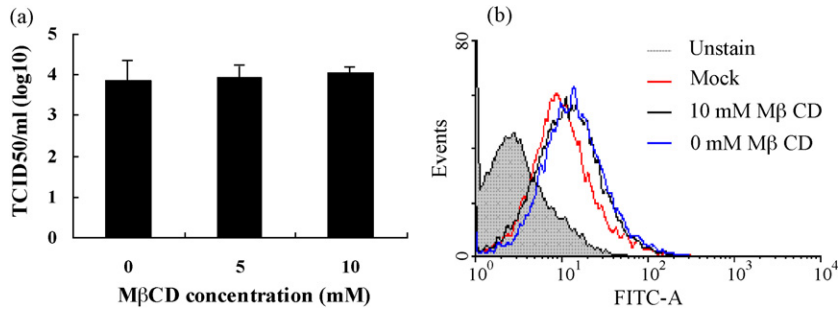 (a)
TCID50/ml (log10)
5
4
3
2
1
0
0 5 10
MβCD concentration (mM)
(b)
Events
80
0
10^0 10^1 10^2 10^3 10^4
FITC-A
Unstain
Mock
10 mM Mβ CD
0 mM Mβ CD